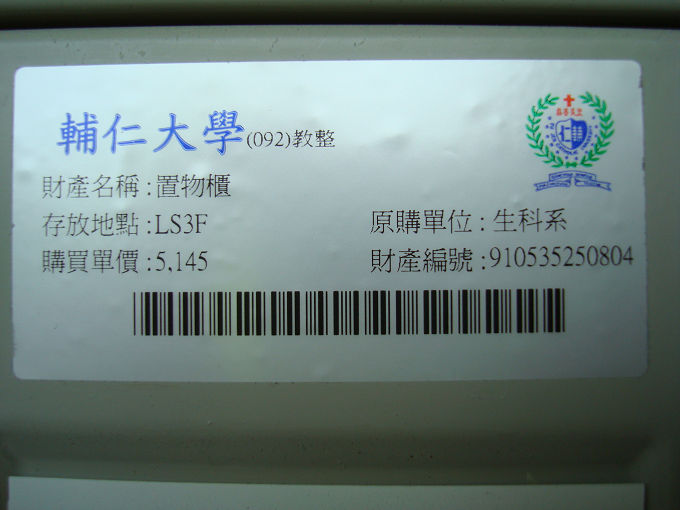 輔仁大學(092)教整
財產名稱:置物櫃
存放地點:LS3F 原購單位:生科系
購買單價:5,145 財產編號:910535250804